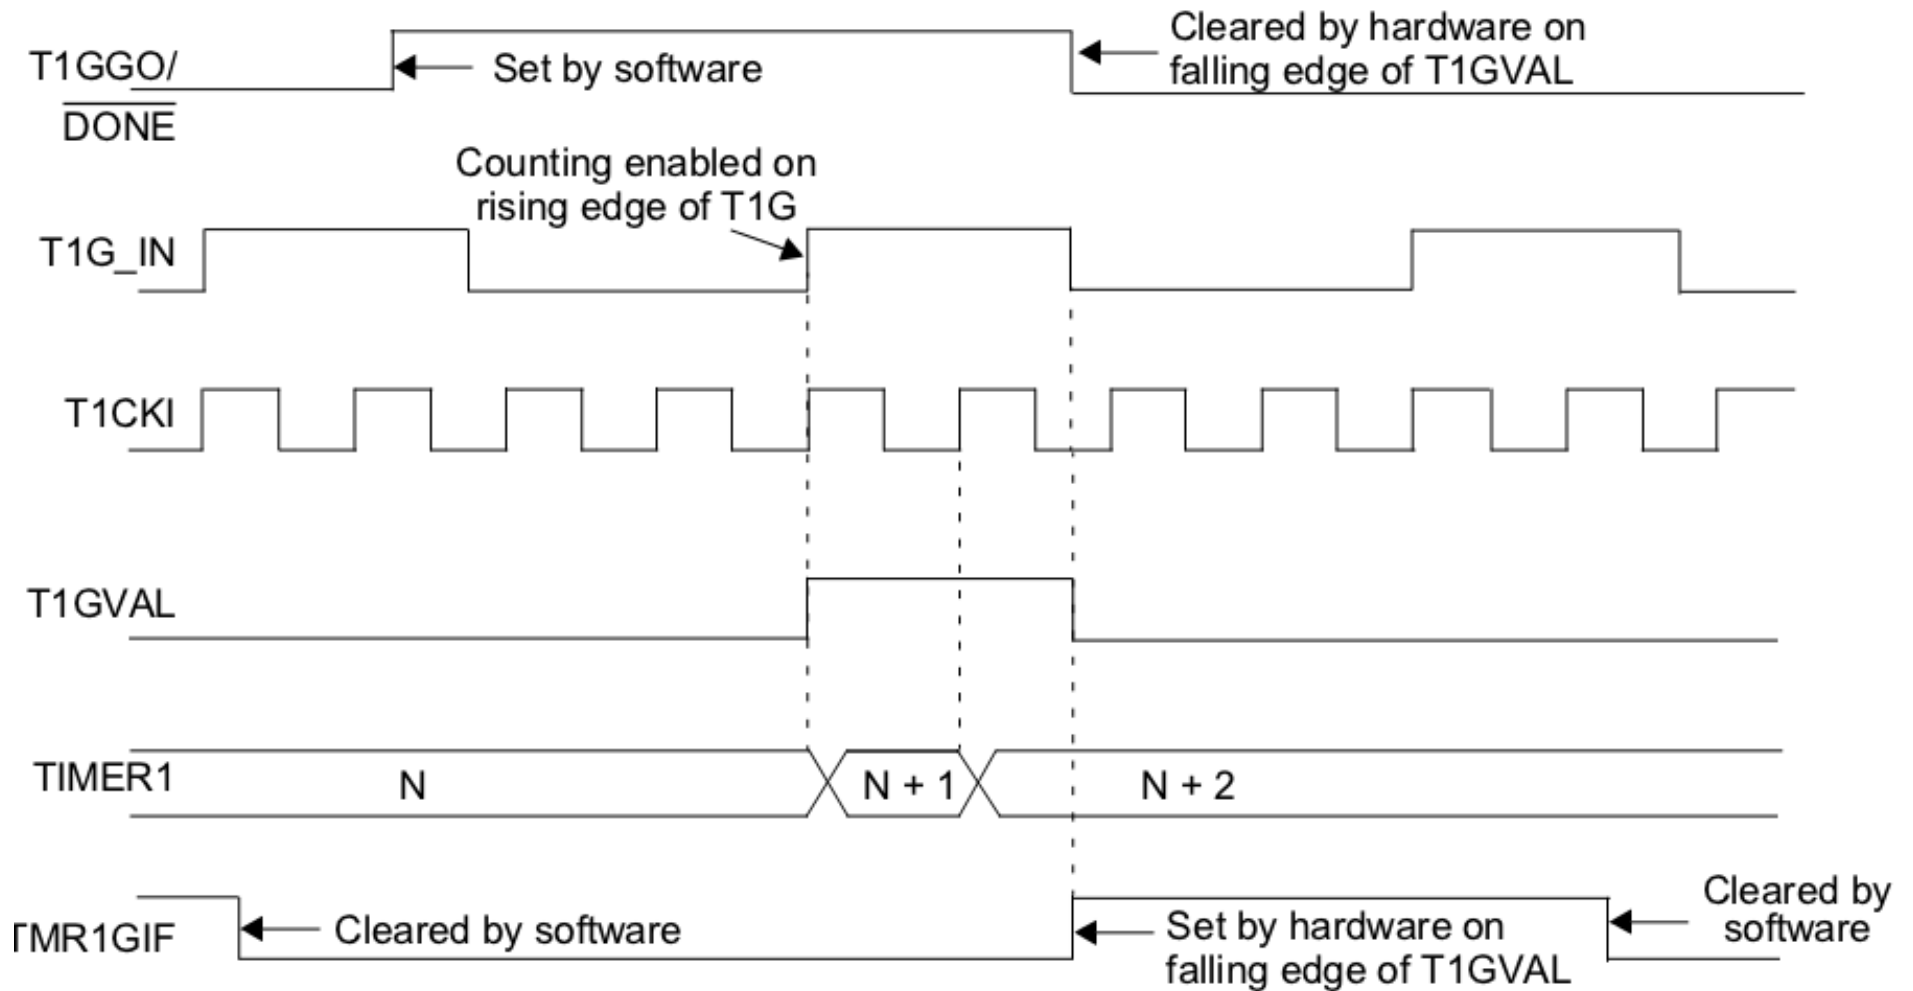 T1GGO/
DONE
Set by software
Cleared by hardware on
falling edge of T1GVAL
Counting enabled on
rising edge of T1G
T1G_IN
T1CKI
T1GVAL
TIMER1
N
N + 1
N + 2
TMR1GIF
Cleared by software
Set by hardware on
falling edge of T1GVAL
Cleared by
software